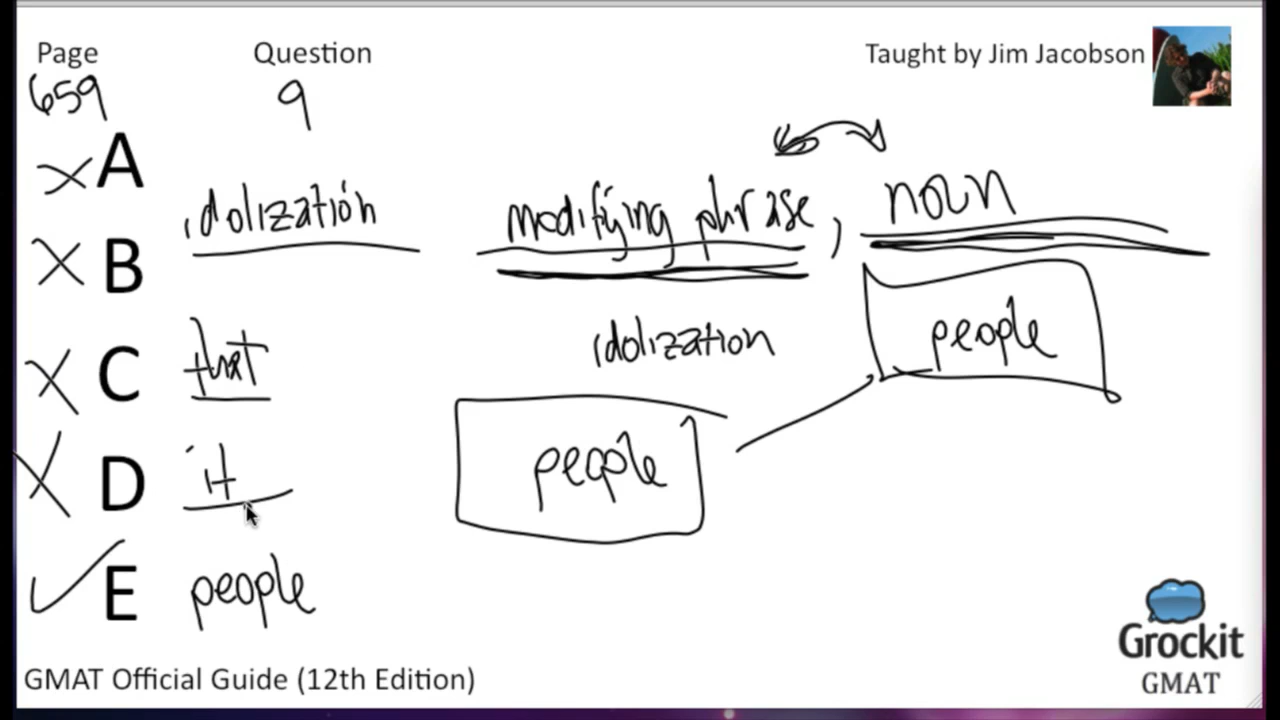 Page Question Taught by Jim Jacobson
659 9
A
idolization modifying phrase, noun
B
idolization people
C that
people
D it
E people
Grockit
GMAT
GMAT Official Guide (12th Edition)